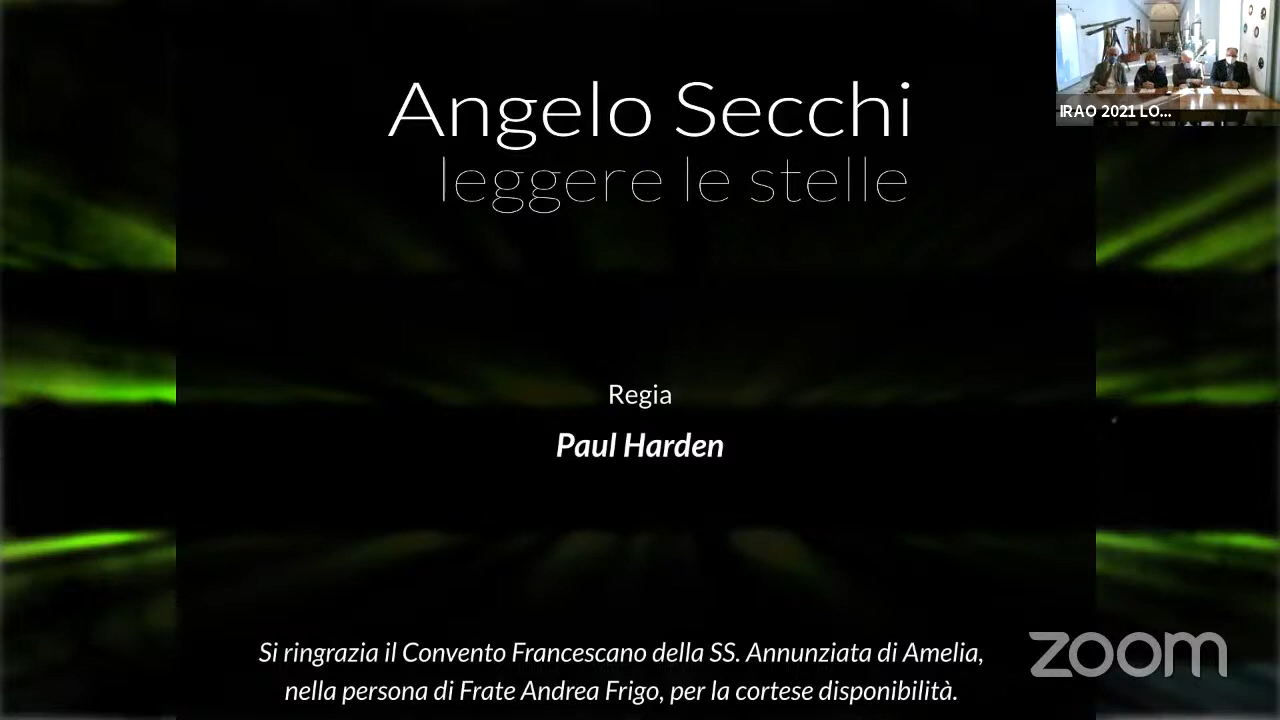 Angelo Secchi
leggere le stelle
IRAO 2021 LO...
Regia
Paul Harden
Si ringrazia il Convento Francescano della SS. Annunziata di Amelia,
nella persona di Frate Andrea Frigo, per la cortese disponibilità.
zoom